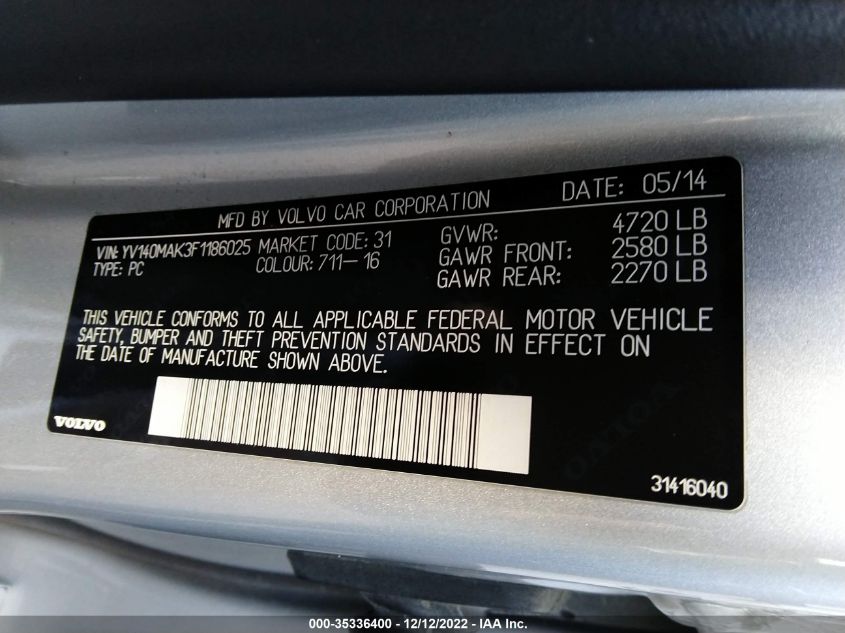 MFD BY VOLVO CAR CORPORATION DATE: 05/14
VIN: YV140MAK3F1186025 MARKET CODE: 31 GVWR: 4720 LB
TYPE: PC COLOUR: 711-16 GAWR FRONT: 2580 LB
GAWR REAR: 2270 LB
THIS VEHICLE CONFORMS TO ALL APPLICABLE FEDERAL MOTOR VEHICLE
SAFETY, BUMPER AND THEFT PREVENTION STANDARDS IN EFFECT ON
THE DATE OF MANUFACTURE SHOWN ABOVE.
VOLVO
VOLVO
31416040
000-35336400 - 12/12/2022 - IAA Inc.